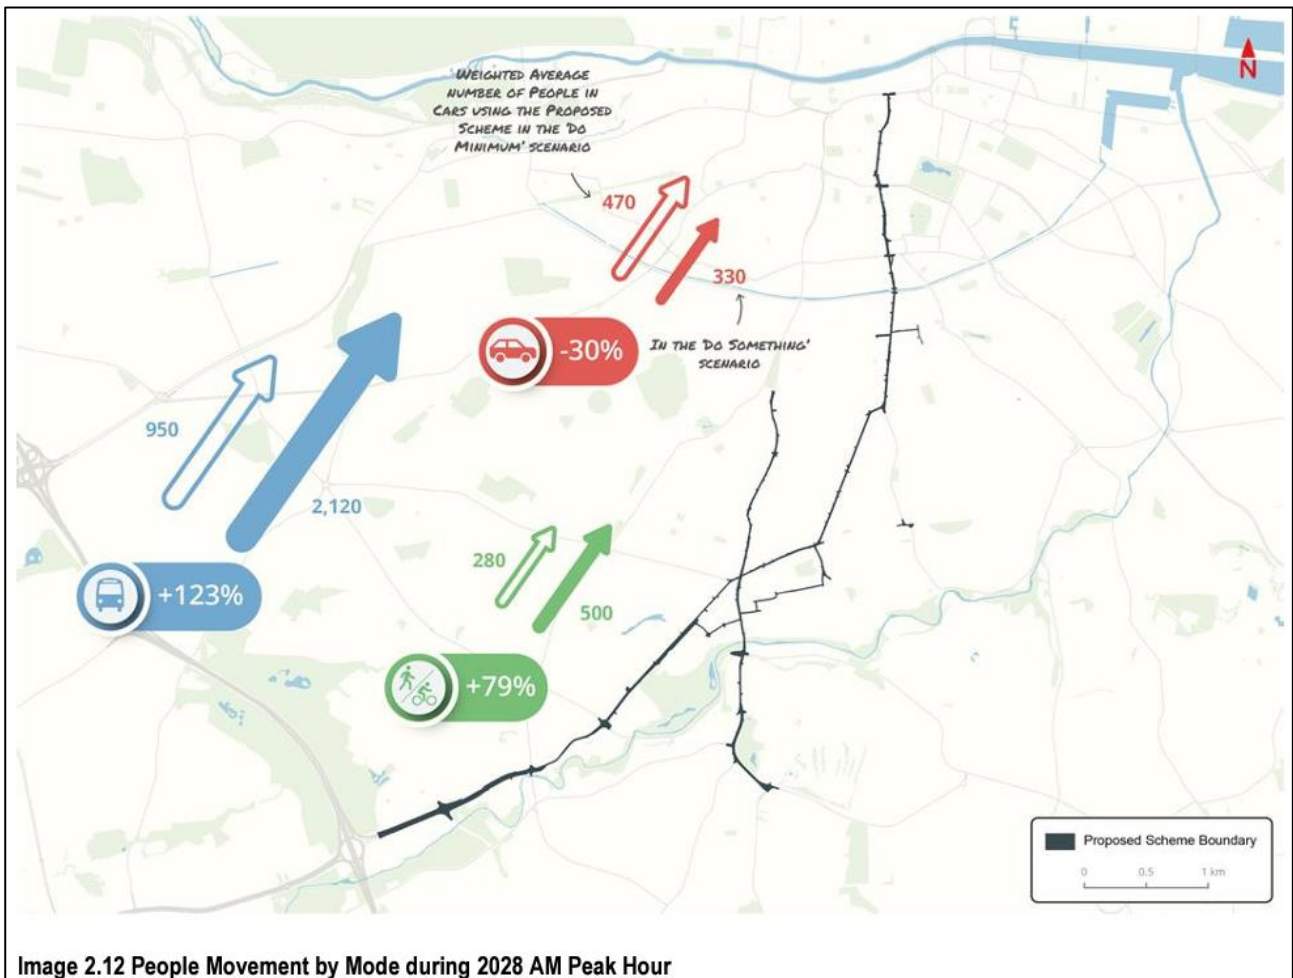 'WEIGHTED AVERAGE
NUMBER OF PEOPLE IN
CARS USING THE PROPOSED
SCHEME IN THE 'DO
MINIMUM' SCENARIO
N
470
330
-30%
IN THE 'DO SOMETHING'
SCENARIO
950
2,120
+123%
280
500
+79%
Proposed Scheme Boundary
0 0.5 1 km
Image 2.12 People Movement by Mode during 2028 AM Peak Hour